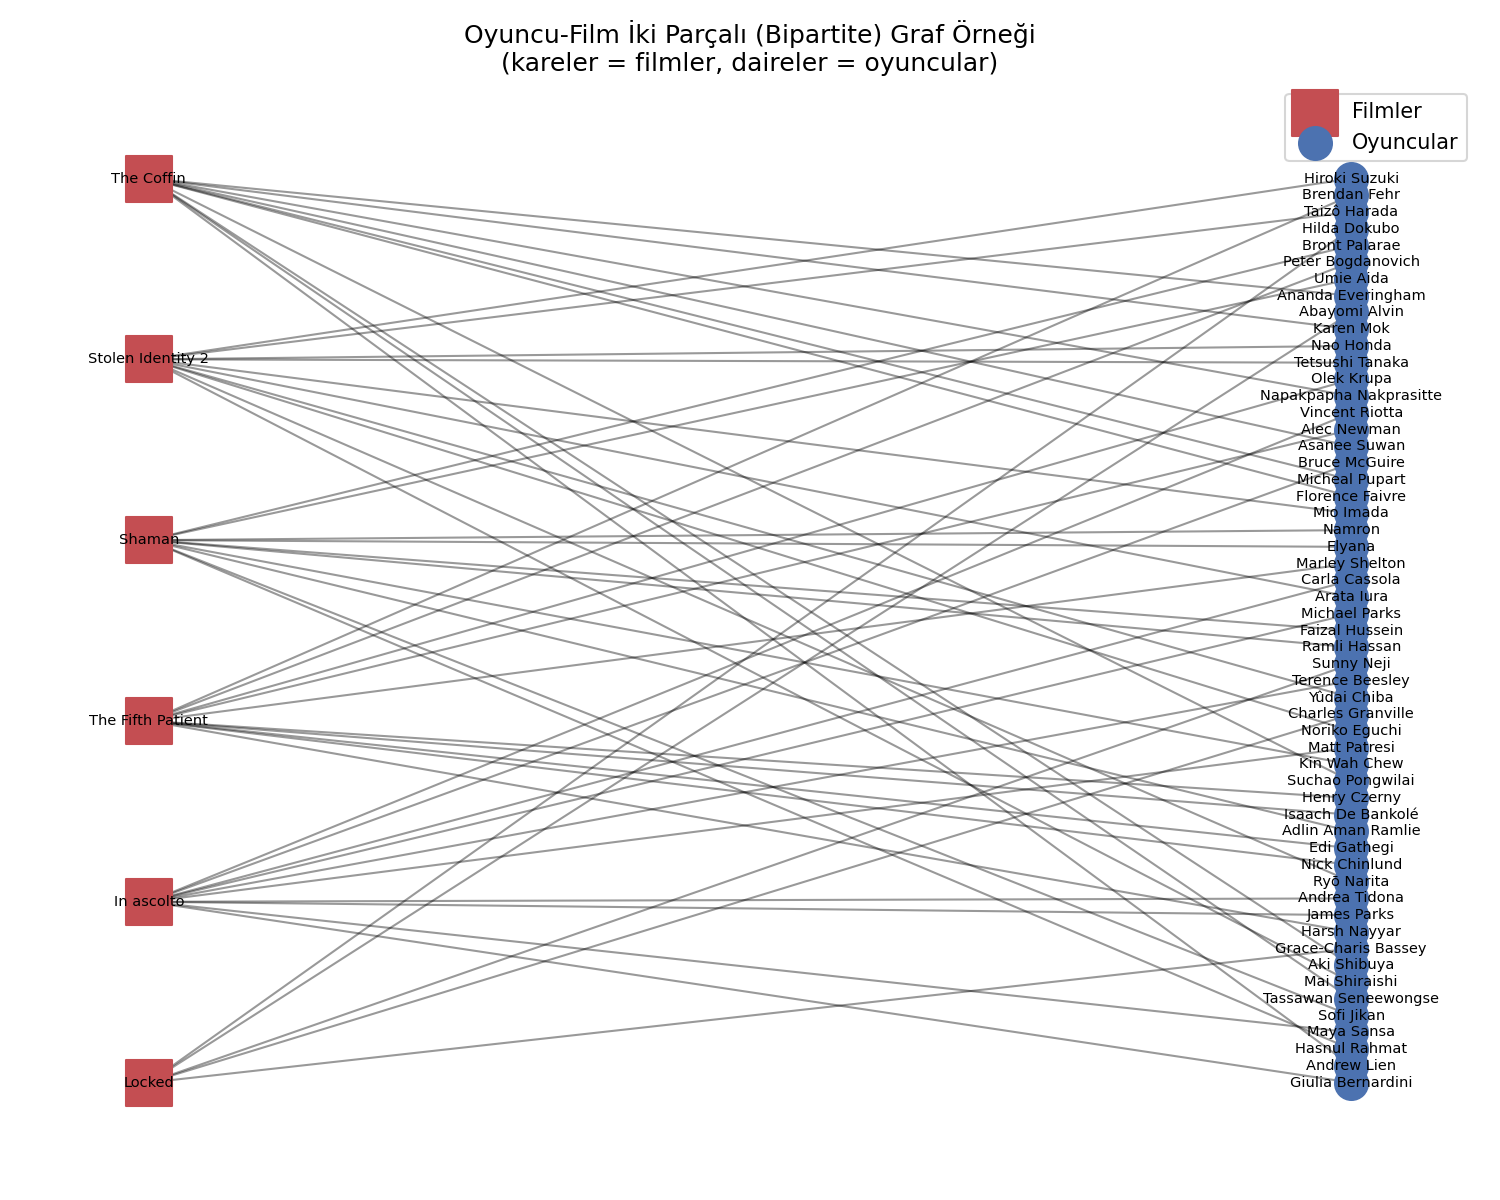 Oyuncu-Film İki Parçalı (Bipartite) Graf Örneği
(kareler = filmler, daireler = oyuncular)
Filmler
Oyuncular
The Coffin
Stolen Identity 2
Shaman
The Fifth Patient
In ascolto
Locked
Hiroki Suzuki
Brendan Fehr
Taizô Harada
Hilda Dokubo
Bront Palarae
Peter Bogdanovich
Umie Aida
Ananda Everingham
Abayomi Alvin
Karen Mok
Nao Honda
Tetsushi Tanaka
Olek Krupa
Napakpapha Nakprasitte
Vincent Riotta
Alec Newman
Asanee Suwan
Bruce McGuire
Micheal Pupart
Florence Faivre
Mio Imada
Namron
Elyana
Marley Shelton
Carla Cassola
Arata Iura
Michael Parks
Faizal Hussein
Ramli Hassan
Sunny Neji
Terence Beesley
Yûdai Chiba
Charles Granville
Noriko Eguchi
Matt Patresi
Kin Wah Chew
Suchao Pongwilai
Henry Czerny
Isaach De Bankolé
Adlin Aman Ramlie
Edi Gathegi
Nick Chinlund
Ryō Narita
Andrea Tidona
James Parks
Harsh Nayyar
Grace-Charis Bassey
Aki Shibuya
Mai Shiraishi
Tassawan Seneewongse
Sofi Jikan
Maya Sansa
Hasnul Rahmat
Andrew Lien
Giulia Bernardini